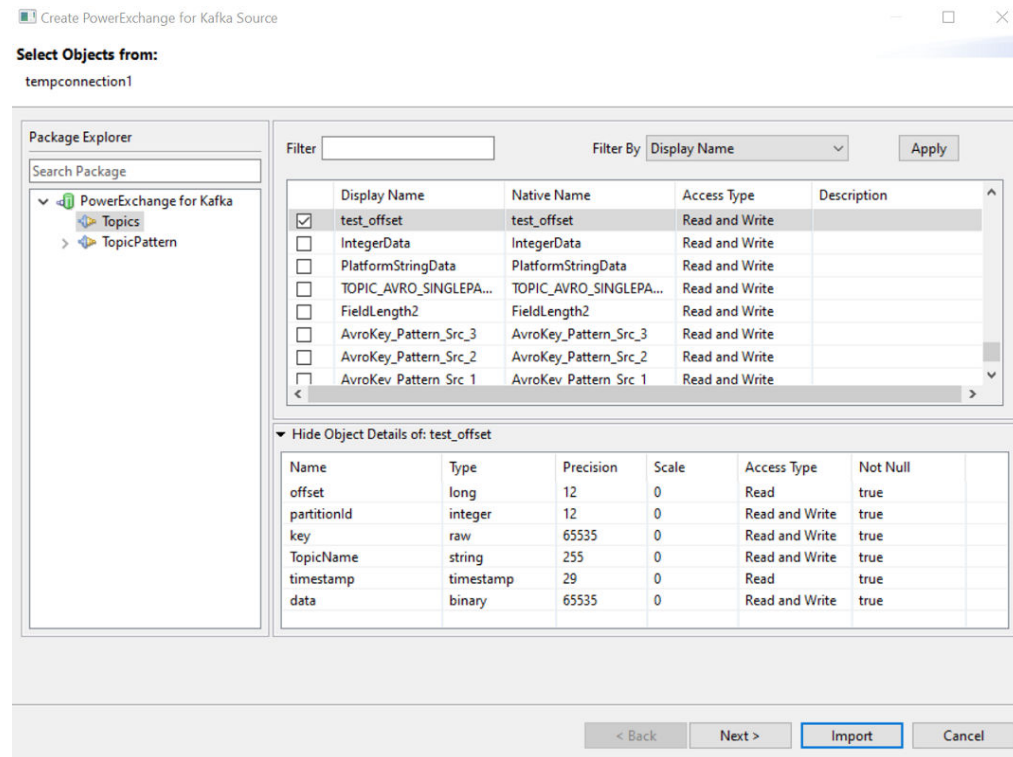 Create PowerExchange for Kafka Source
Select Objects from:
tempconnection1
Package Explorer
Search Package
PowerExchange for Kafka
Topics
TopicPattern
Filter Filter By Display Name Apply
Display Name Native Name Access Type Description
test_offset test_offset Read and Write
IntegerData IntegerData Read and Write
PlatformStringData PlatformStringData Read and Write
TOPIC_AVRO_SINGLEPA... TOPIC_AVRO_SINGLEPA... Read and Write
FieldLength2 FieldLength2 Read and Write
AvroKey_Pattern_Src_3 AvroKey_Pattern_Src_3 Read and Write
AvroKey_Pattern_Src_2 AvroKey_Pattern_Src_2 Read and Write
AvroKey_Pattern_Src_1 AvroKey_Pattern_Src_1 Read and Write
Hide Object Details of: test_offset
Name Type Precision Scale Access Type Not Null
offset long 12 0 Read true
partitionId integer 12 0 Read and Write true
key raw 65535 0 Read and Write true
TopicName string 255 0 Read and Write true
timestamp timestamp 29 0 Read true
data binary 65535 0 Read and Write true
< Back Next > Import Cancel